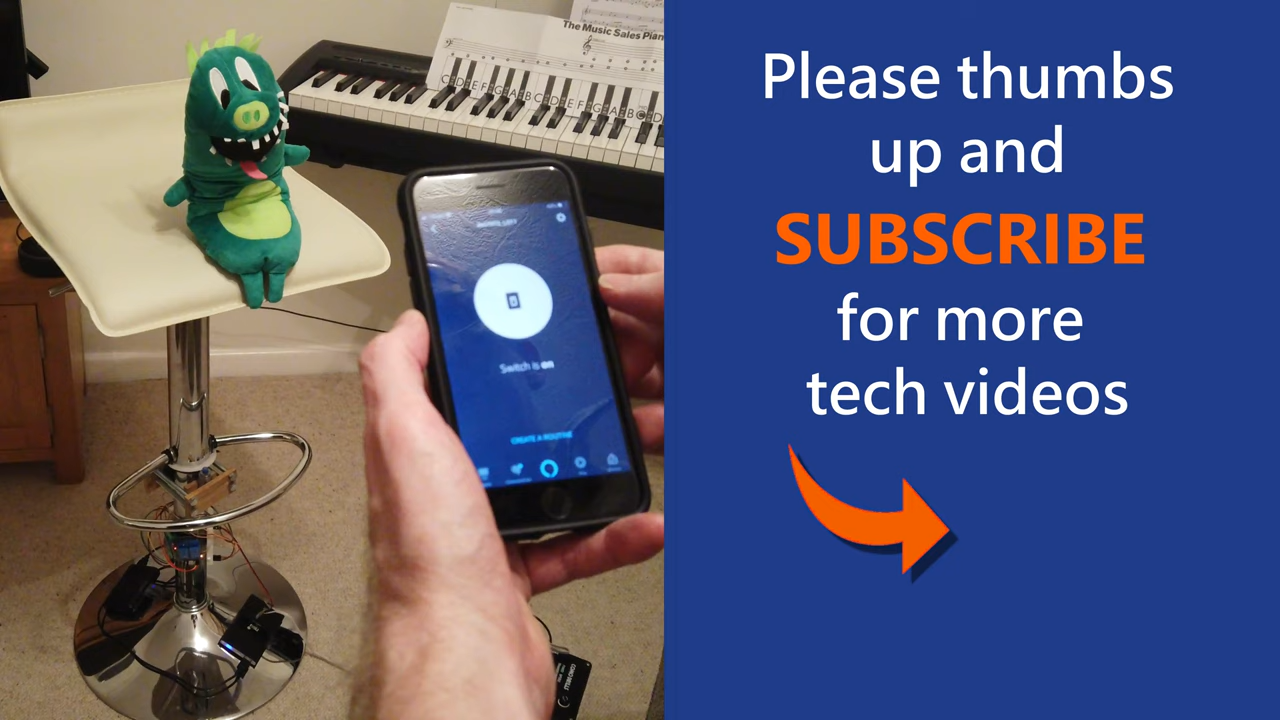 The Music Sales Pian
Switch is on
CREATE A ROUTINE
Please thumbs
up and
SUBSCRIBE
for more
tech videos